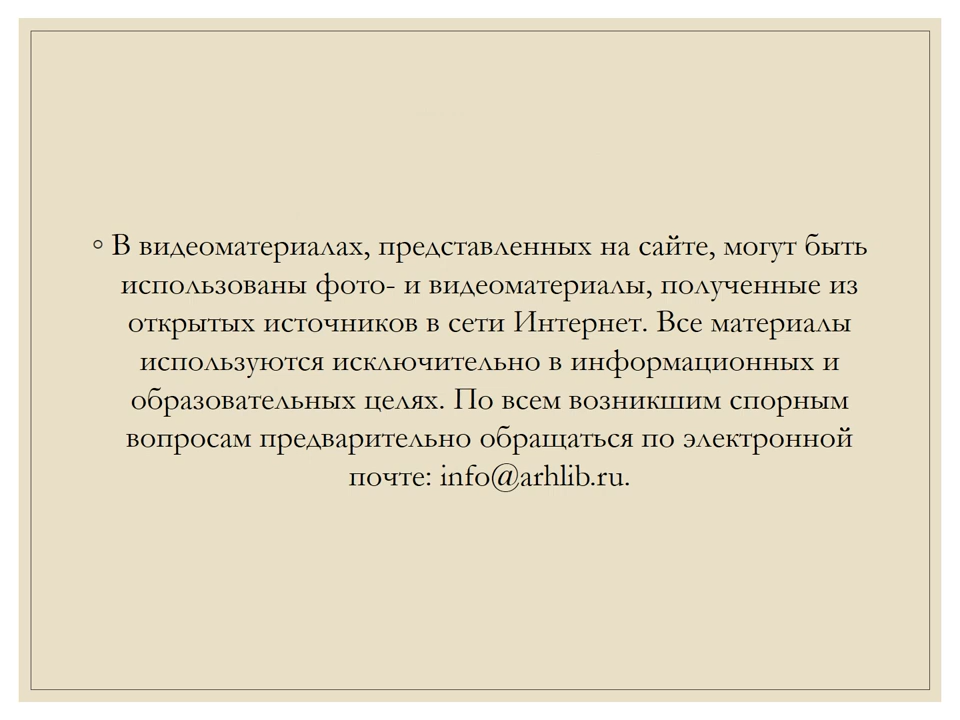 ◦ В видеоматериалах, представленных на сайте, могут быть
использованы фото- и видеоматериалы, полученные из
открытых источников в сети Интернет. Все материалы
используются исключительно в информационных и
образовательных целях. По всем возникшим спорным
вопросам предварительно обращаться по электронной
почте: info@arhlib.ru.